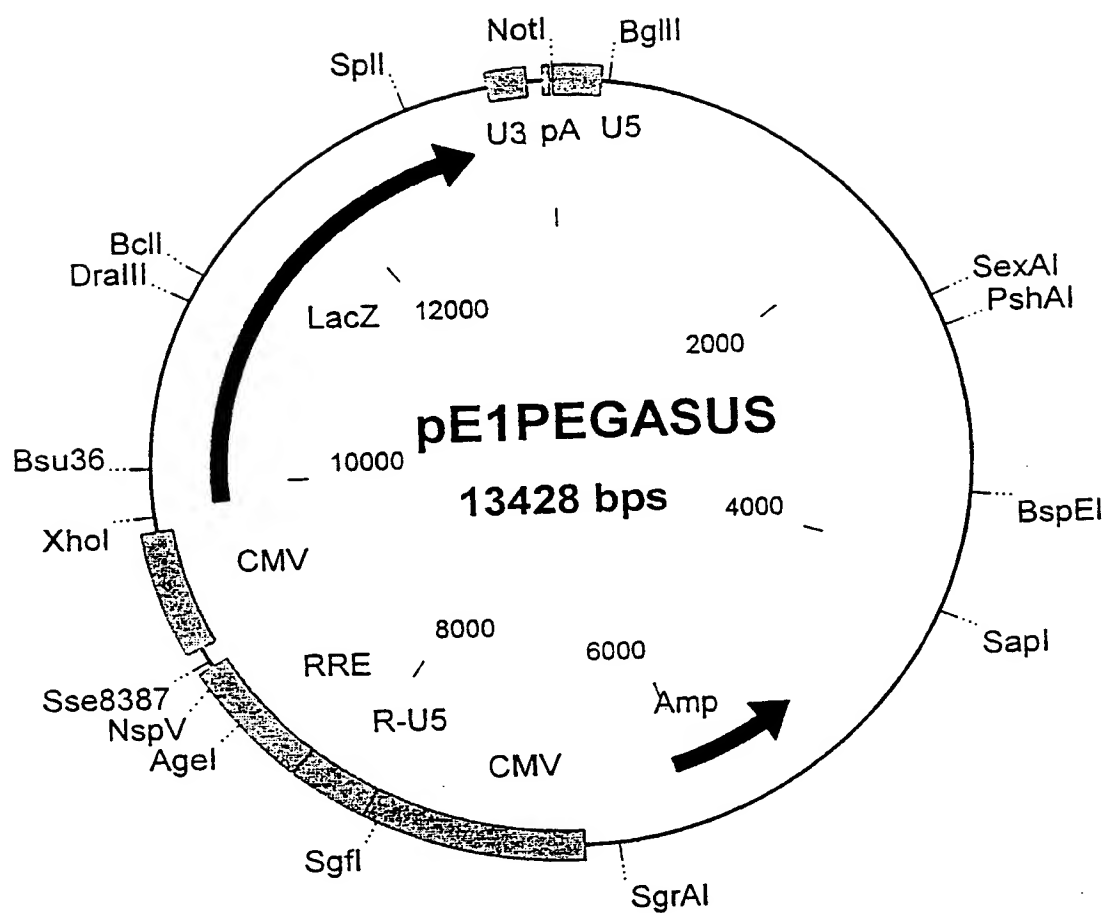 NotI
BglII
SplI
U3 pA U5
BclI
DraIII
SexAI
PshAI
LacZ
12000
2000
pE1PEGASUS
Bsu36
10000
13428 bps
4000
BspEI
XhoI
CMV
8000
6000
SapI
RRE
Sse8387
NspV
AgeI
R-U5
Amp
CMV
SgfI
SgrAI